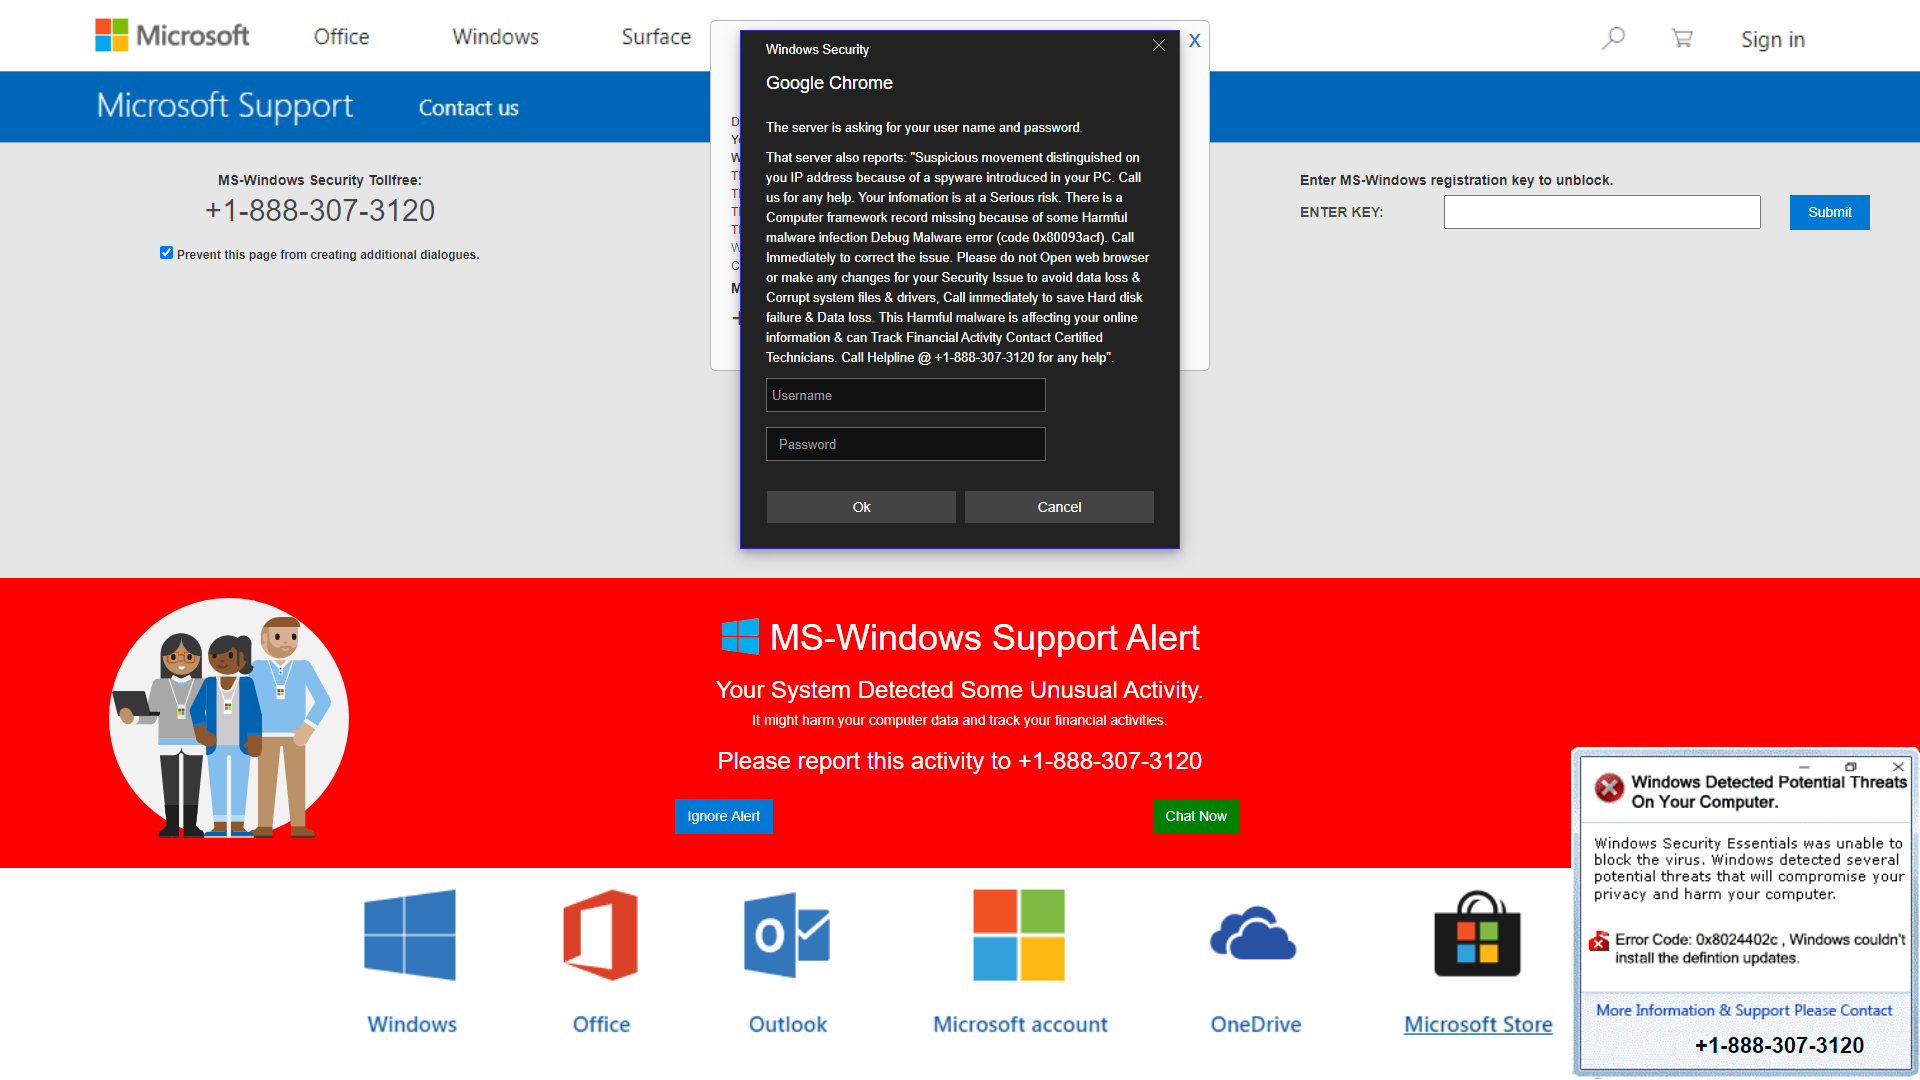 Microsoft
Office
Windows
Surface
Sign in
Microsoft Support
Contact us
X
MS-Windows Security Tollfree:
+1-888-307-3120
Prevent this page from creating additional dialogues.
Windows Security
Google Chrome
The server is asking for your user name and password.
That server also reports: "Suspicious movement distinguished on
you IP address because of a spyware introduced in your PC. Call
us for any help. Your infomation is at a Serious risk. There is a
Computer framework record missing because of some Harmful
malware infection Debug Malware error (code 0x80093acf). Call
Immediately to correct the issue. Please do not Open web browser
or make any changes for your Security Issue to avoid data loss &
Corrupt system files & drivers, Call immediately to save Hard disk
failure & Data loss. This Harmful malware is affecting your online
information & can Track Financial Activity Contact Certified
Technicians. Call Helpline @ +1-888-307-3120 for any help".
Username
Password
Ok
Cancel
Enter MS-Windows registration key to unblock.
ENTER KEY:
Submit
MS-Windows Support Alert
Your System Detected Some Unusual Activity.
It might harm your computer data and track your financial activities.
Please report this activity to +1-888-307-3120
Ignore Alert
Chat Now
Windows
Office
Outlook
Microsoft account
OneDrive
Microsoft Store
Windows Detected Potential Threats
On Your Computer.
Windows Security Essentials was unable to
block the virus. Windows detected several
potential threats that will compromise your
privacy and harm your computer.
Error Code: 0x8024402c , Windows couldn't
install the defintion updates.
More Information & Support Please Contact
+1-888-307-3120